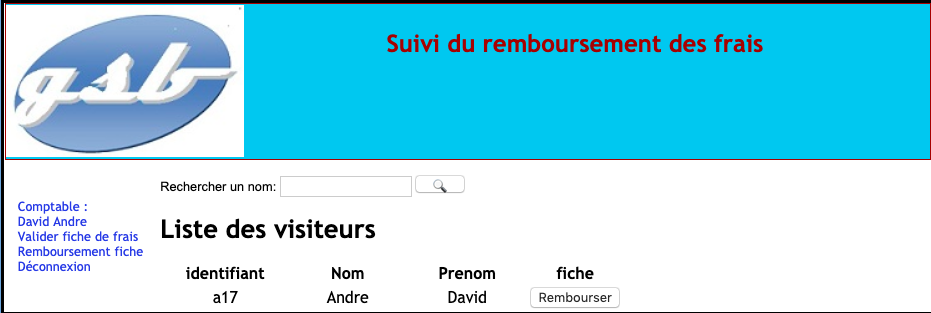 gsb
Suivi du remboursement des frais
Rechercher un nom:
Comptable :
David Andre
Valider fiche de frais
Remboursement fiche
Déconnexion
Liste des visiteurs
identifiant Nom Prenom fiche
a17 Andre David Rembourser